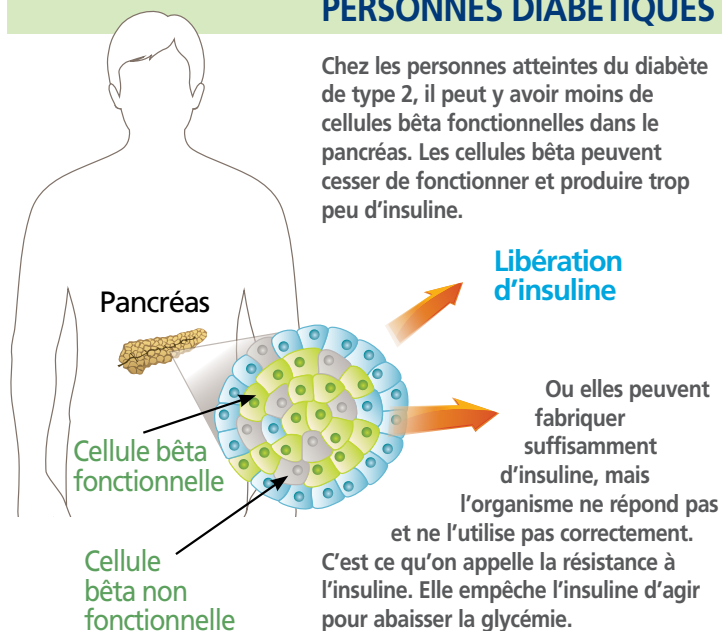 PERSONNES DIABÉTIQUES
Chez les personnes atteintes du diabète
de type 2, il peut y avoir moins de
cellules bêta fonctionnelles dans le
pancréas. Les cellules bêta peuvent
cesser de fonctionner et produire trop
peu d’insuline.
Libération
d’insuline
Pancréas
Ou elles peuvent
fabriquer
suffisamment
d’insuline, mais
l’organisme ne répond pas
et ne l’utilise pas correctement.
C’est ce qu’on appelle la résistance à
l’insuline. Elle empêche l’insuline d’agir
pour abaisser la glycémie.
Cellule bêta
fonctionnelle
Cellule
bêta non
fonctionnelle